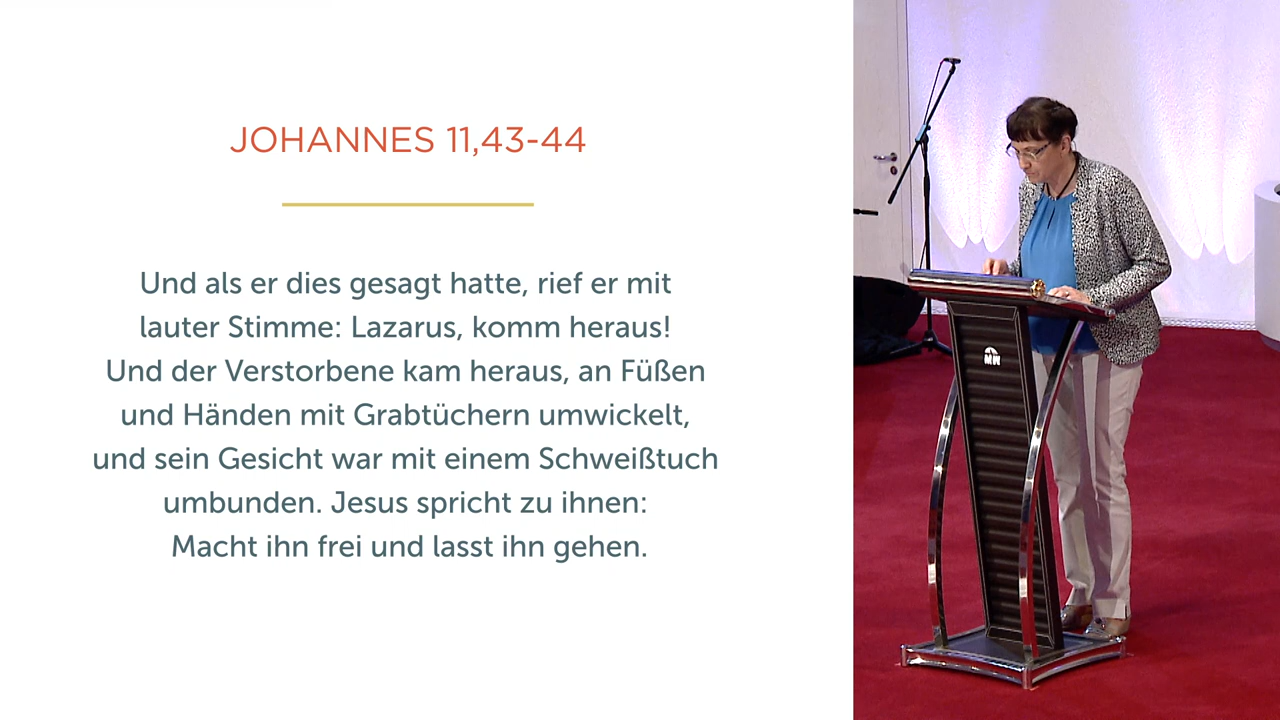 JOHANNES 11,43-44
Und als er dies gesagt hatte, rief er mit
lauter Stimme: Lazarus, komm heraus!
Und der Verstorbene kam heraus, an Füßen
und Händen mit Grabtüchern umwickelt,
und sein Gesicht war mit einem Schweißtuch
umbunden. Jesus spricht zu ihnen:
Macht ihn frei und lasst ihn gehen.
MW